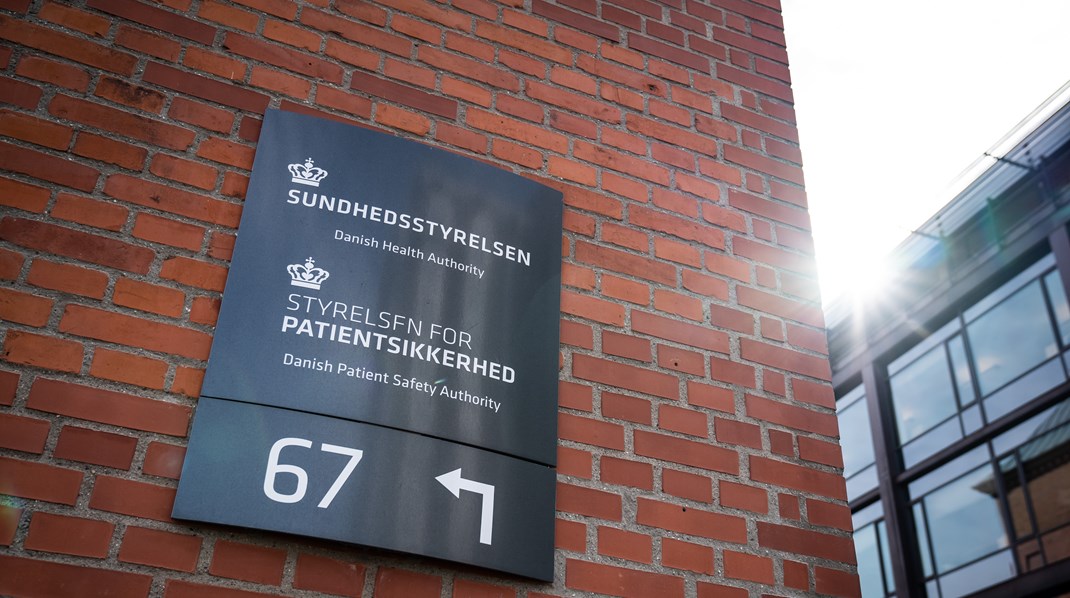 SUNDHEDSSTYRELSEN
Danish Health Authority
STYRELSFN FOR
PATIENTSIKKERHED
Danish Patient Safety Authority
67